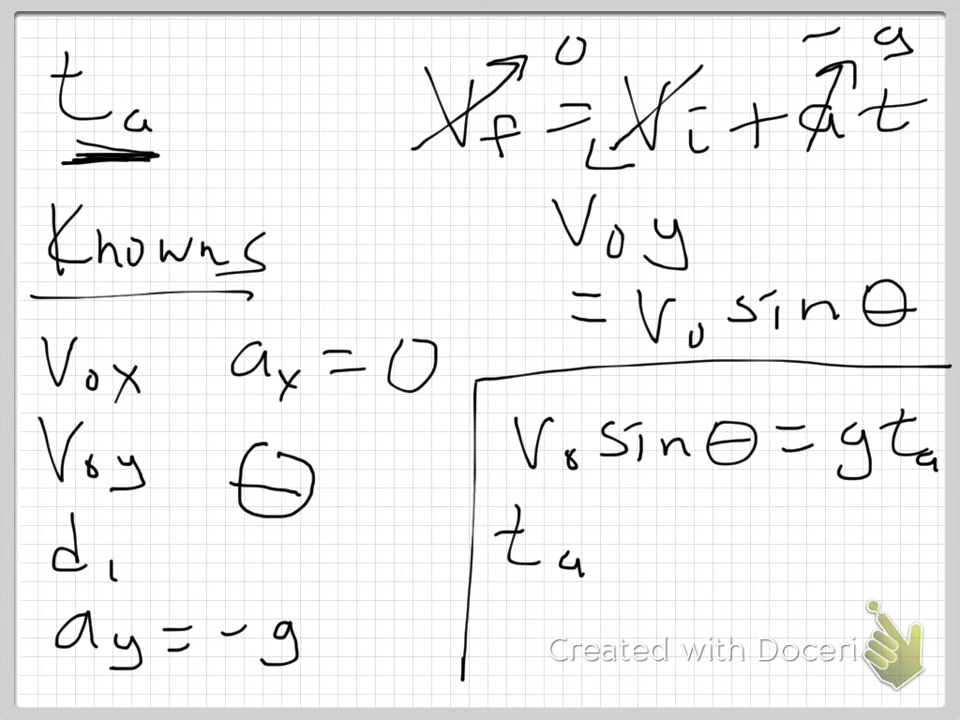 t_a
Knowns
V_0x a_x = 0
V_0y θ
d_1
a_y = - g
0 - g
V_f = V_i + a t
V_0y
= V_0 sin θ
V_0 sin θ = g t_a
t_a
Created with Doceri